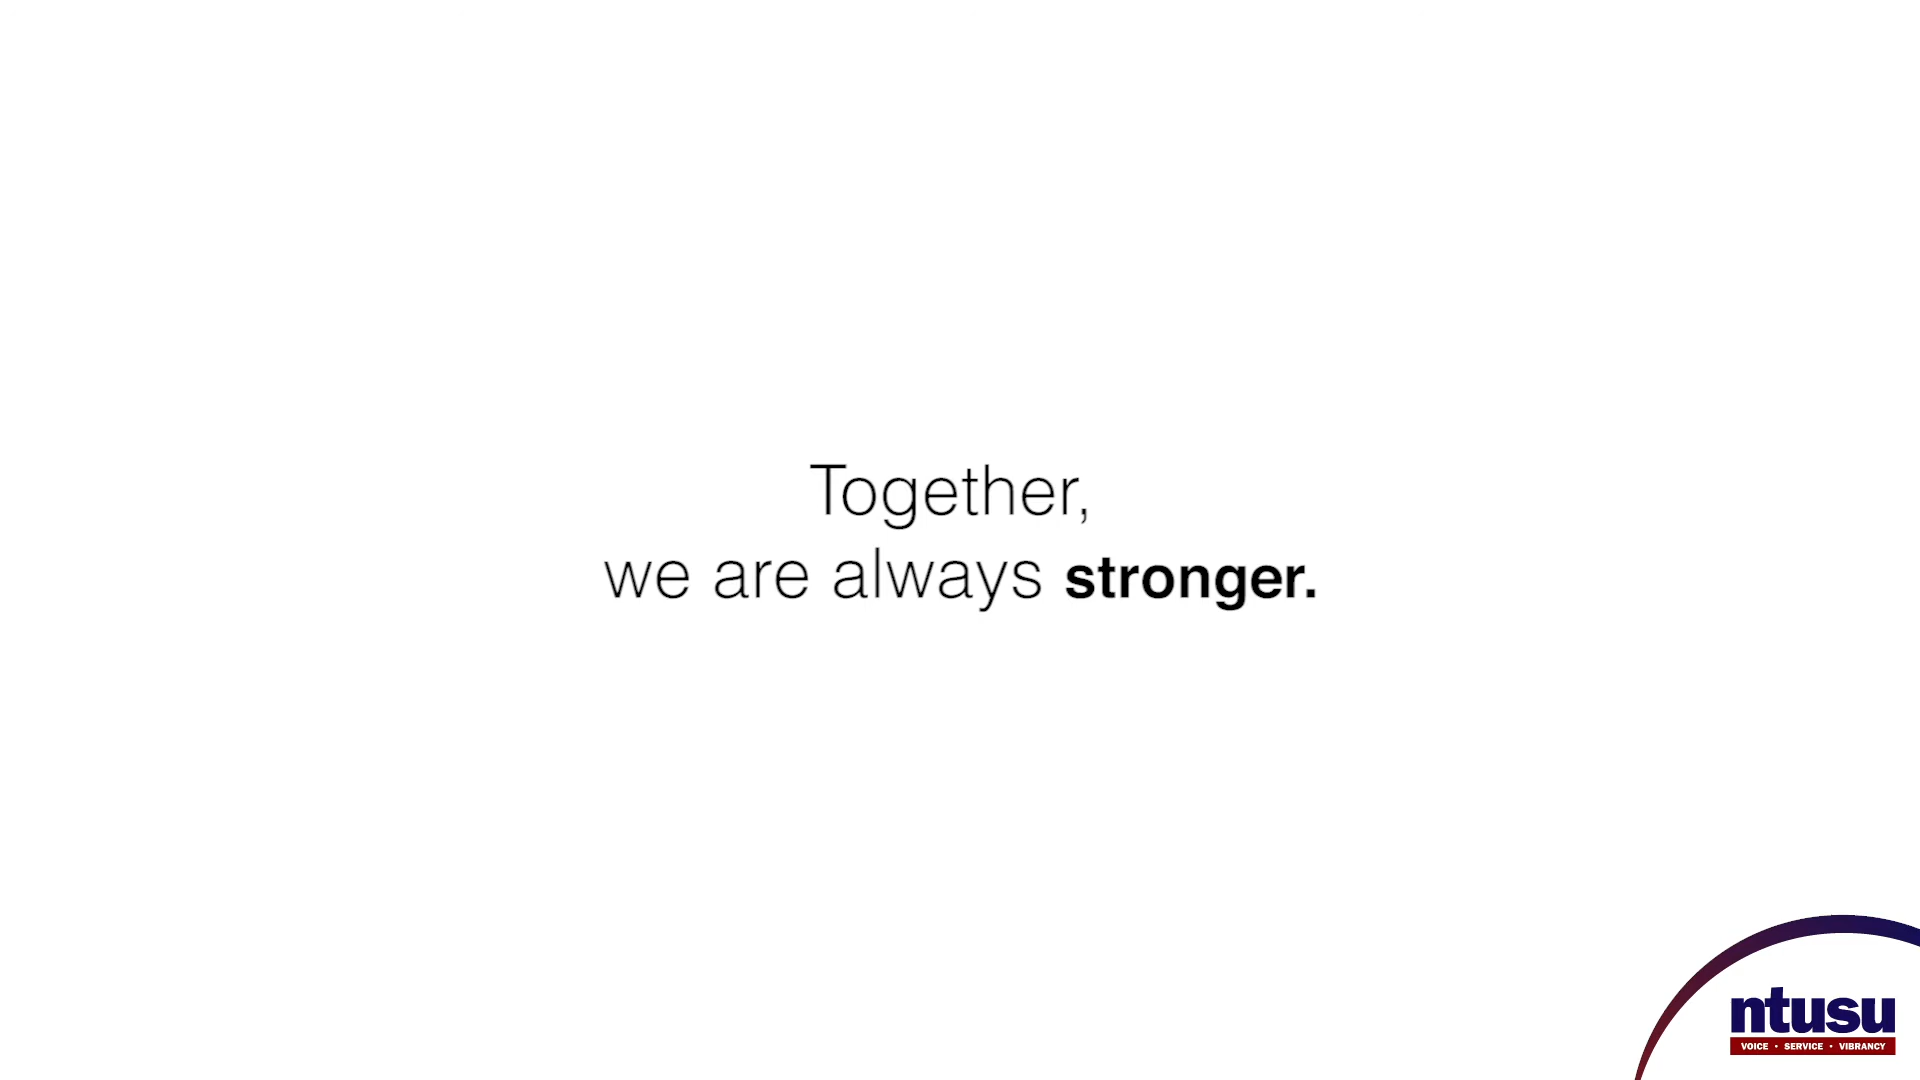 Together,
we are always stronger.
ntusu
VOICE • SERVICE • VIBRANCY